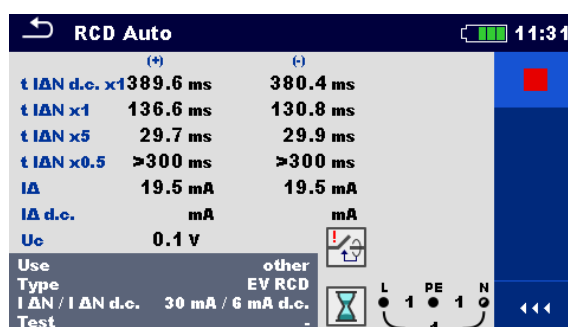 RCD Auto 11:31
(+) (-)
t IΔN d.c. x1 389.6 ms 380.4 ms
t IΔN x1 136.6 ms 130.8 ms
t IΔN x5 29.7 ms 29.9 ms
t IΔN x0.5 >300 ms >300 ms
IΔ 19.5 mA 19.5 mA
IΔ d.c. mA mA
Uc 0.1 V
Use other
Type EV RCD
I ΔN / I ΔN d.c. 30 mA / 6 mA d.c.
Test -
L PE N
1 1
1